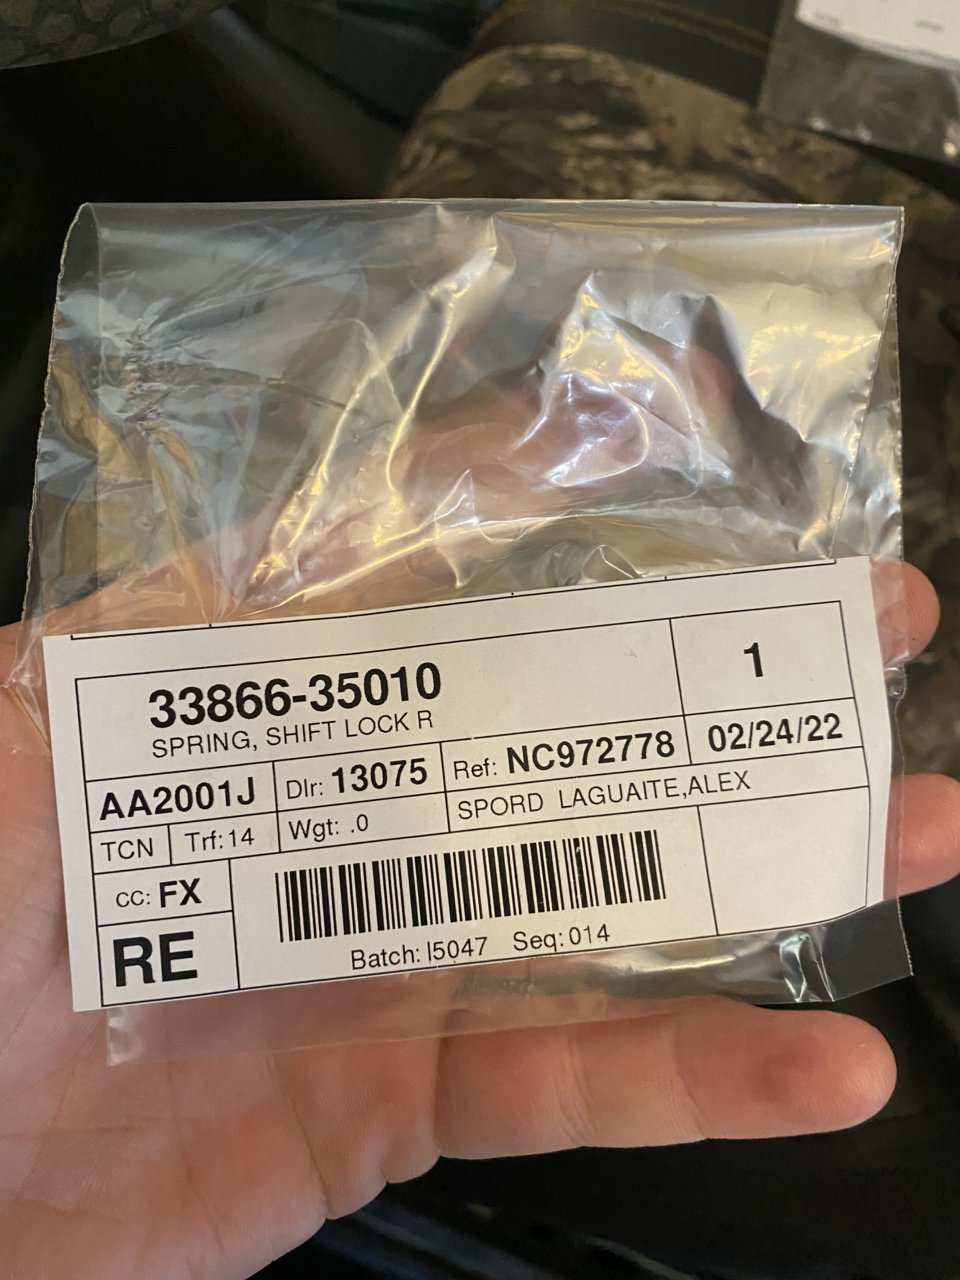 33866-35010
SPRING, SHIFT LOCK R
1
AA2001J
Dlr: 13075
Ref: NC972778
02/24/22
TCN
Trf: 14
Wgt: .0
SPORD LAGUAITE,ALEX
CC: FX
RE
Batch: I5047 Seq: 014